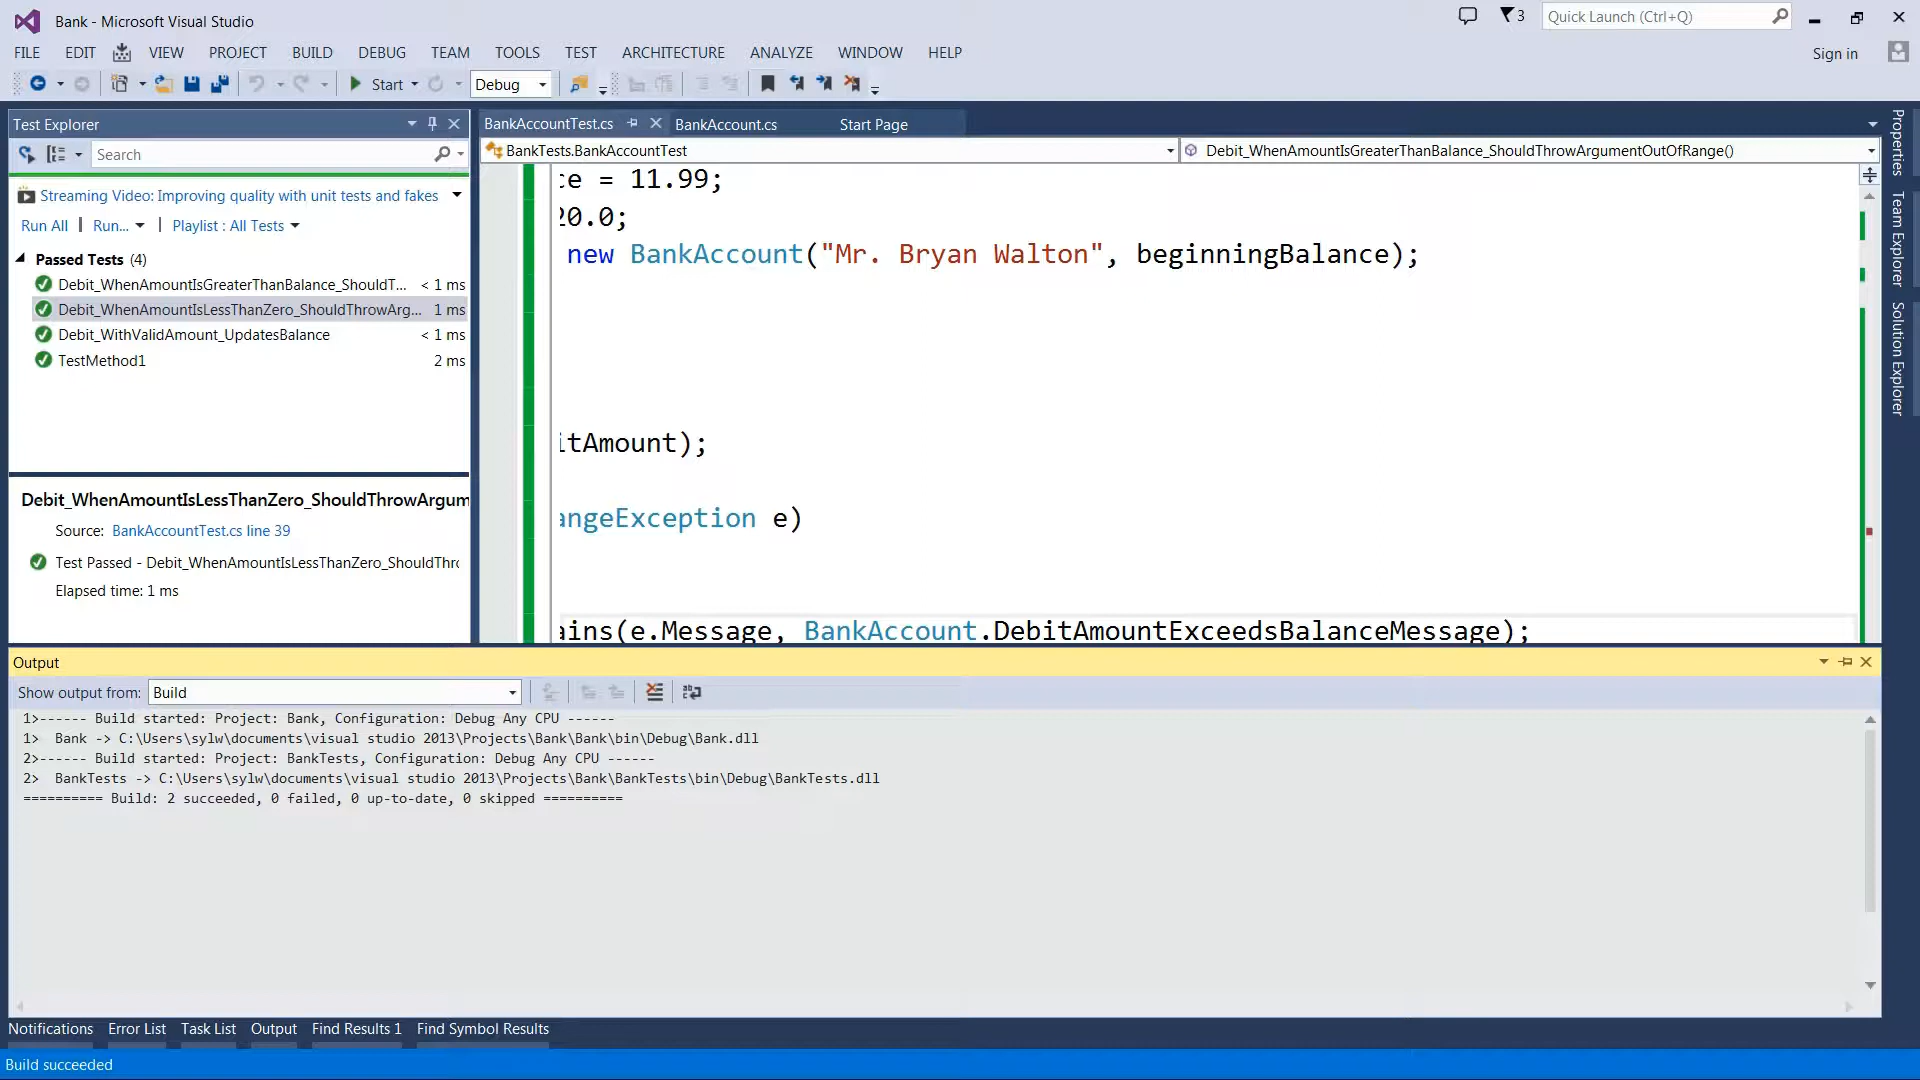 Bank - Microsoft Visual Studio
3
Quick Launch (Ctrl+Q)
FILE EDIT VIEW PROJECT BUILD DEBUG TEAM TOOLS TEST ARCHITECTURE ANALYZE WINDOW HELP
Sign in
Start
Debug
Test Explorer
Search
Streaming Video: Improving quality with unit tests and fakes
Run All | Run... | Playlist : All Tests
Passed Tests (4)
Debit_WhenAmountIsGreaterThanBalance_ShouldT... < 1 ms
Debit_WhenAmountIsLessThanZero_ShouldThrowArg... 1 ms
Debit_WithValidAmount_UpdatesBalance < 1 ms
TestMethod1 2 ms
Debit_WhenAmountIsLessThanZero_ShouldThrowArgum
Source: BankAccountTest.cs line 39
Test Passed - Debit_WhenAmountIsLessThanZero_ShouldThrc
Elapsed time: 1 ms
BankAccountTest.cs BankAccount.cs Start Page
BankTests.BankAccountTest
Debit_WhenAmountIsGreaterThanBalance_ShouldThrowArgumentOutOfRange()
ce = 11.99;
20.0;
new BankAccount("Mr. Bryan Walton", beginningBalance);
itAmount);
angeException e)
ains(e.Message, BankAccount.DebitAmountExceedsBalanceMessage);
Properties
Team Explorer
Solution Explorer
Output
Show output from: Build
1>------ Build started: Project: Bank, Configuration: Debug Any CPU ------
1>  Bank -> C:\Users\sylw\documents\visual studio 2013\Projects\Bank\Bank\bin\Debug\Bank.dll
2>------ Build started: Project: BankTests, Configuration: Debug Any CPU ------
2>  BankTests -> C:\Users\sylw\documents\visual studio 2013\Projects\Bank\BankTests\bin\Debug\BankTests.dll
========== Build: 2 succeeded, 0 failed, 0 up-to-date, 0 skipped ==========
Notifications Error List Task List Output Find Results 1 Find Symbol Results
Build succeeded